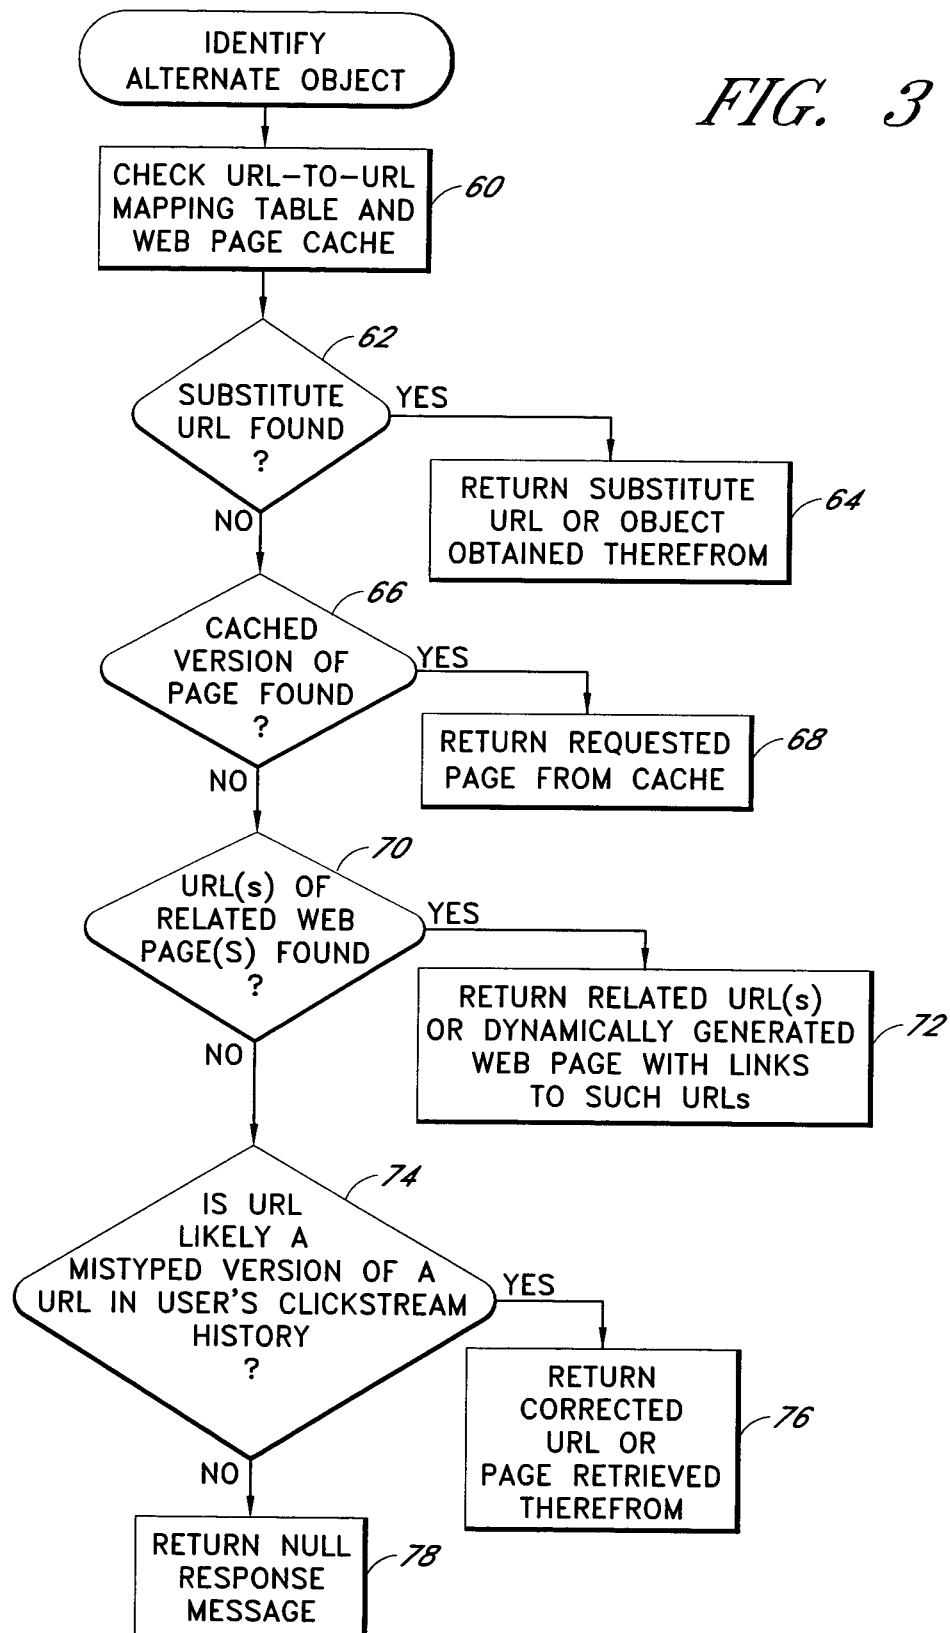 IDENTIFY
ALTERNATE OBJECT
FIG. 3
CHECK URL-TO-URL
MAPPING TABLE AND
WEB PAGE CACHE
60
62
SUBSTITUTE
URL FOUND
?
YES
NO
RETURN SUBSTITUTE
URL OR OBJECT
OBTAINED THEREFROM
64
66
CACHED
VERSION OF
PAGE FOUND
?
YES
NO
RETURN REQUESTED
PAGE FROM CACHE
68
70
URL(s) OF
RELATED WEB
PAGE(S) FOUND
?
YES
NO
RETURN RELATED URL(s)
OR DYNAMICALLY GENERATED
WEB PAGE WITH LINKS
TO SUCH URLs
72
74
IS URL
LIKELY A
MISTYPED VERSION OF A
URL IN USER'S CLICKSTREAM
HISTORY
?
YES
NO
RETURN
CORRECTED
URL OR
PAGE RETRIEVED
THEREFROM
76
RETURN NULL
RESPONSE
MESSAGE
78